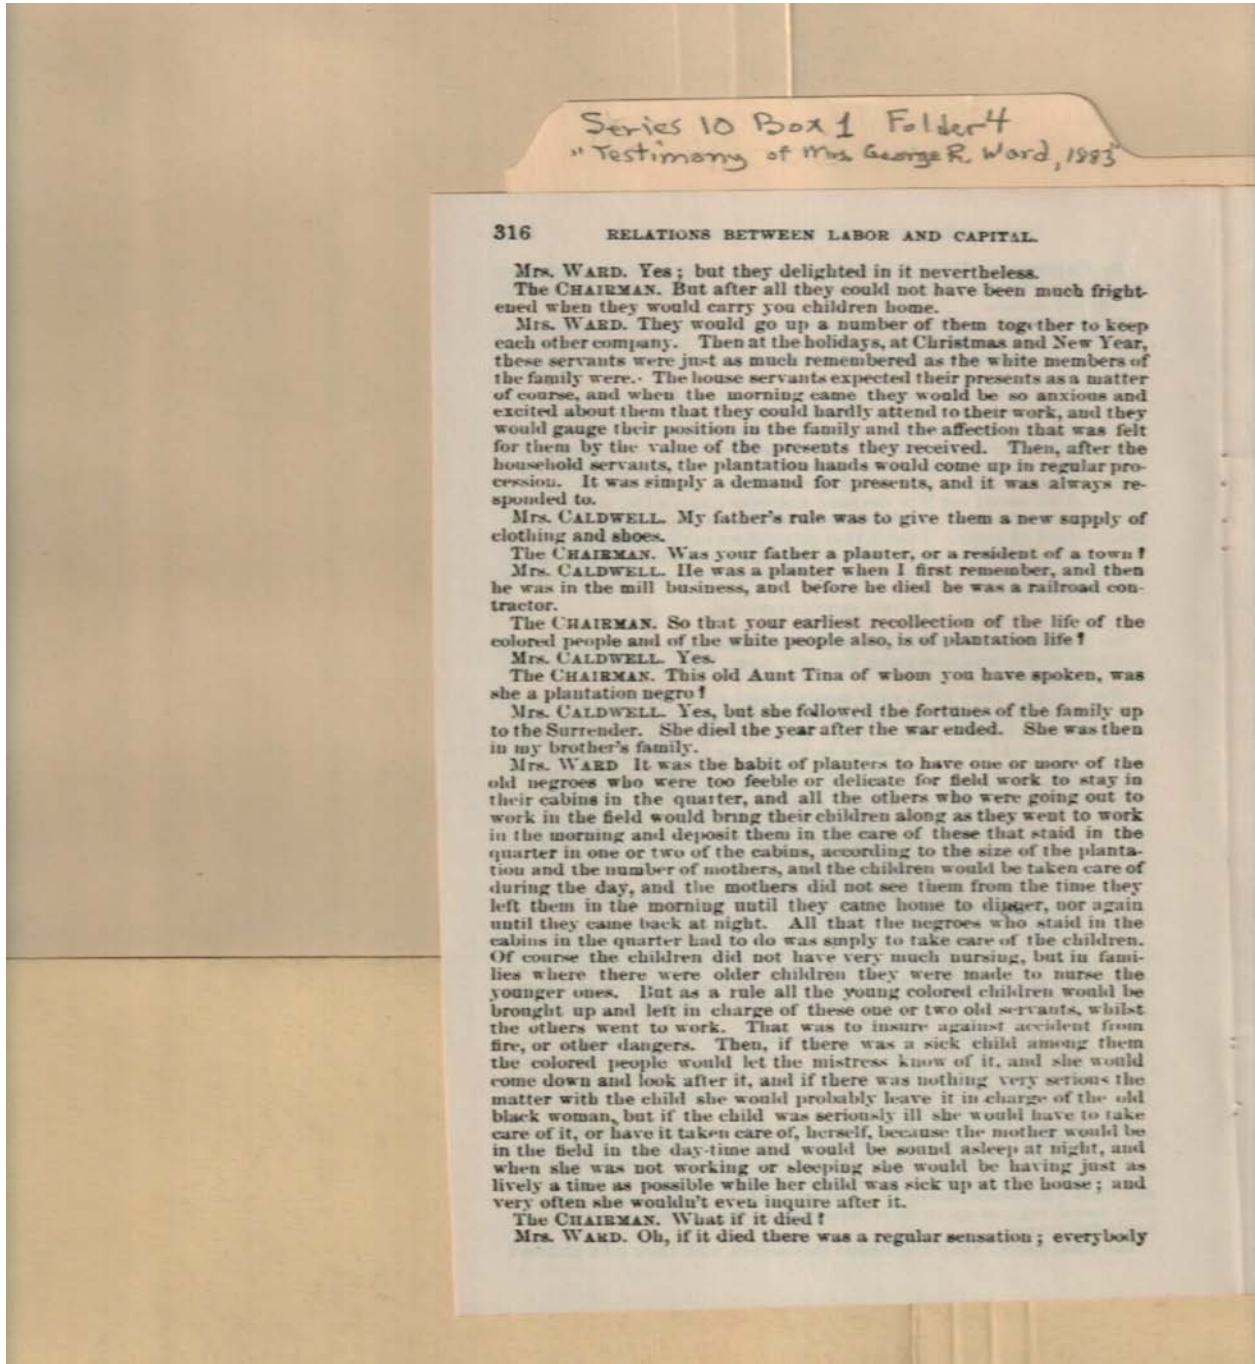 Series 10 Box 1 Folder 4
"Testimony of Mrs. George R. Ward, 1883"
316 RELATIONS BETWEEN LABOR AND CAPITAL.
Mrs. WARD. Yes; but they delighted in it nevertheless.
The CHAIRMAN. But after all they could not have been much fright-
ened when they would carry you children home.
Mrs. WARD. They would go up a number of them together to keep
each other company. Then at the holidays, at Christmas and New Year,
these servants were just as much remembered as the white members of
the family were. The house servants expected their presents as a matter
of course, and when the morning came they would be so anxious and
excited about them that they could hardly attend to their work, and they
would gauge their position in the family and the affection that was felt
for them by the value of the presents they received. Then, after the
household servants, the plantation hands would come up in regular pro-
cession. It was simply a demand for presents, and it was always re-
sponded to.
Mrs. CALDWELL. My father's rule was to give them a new supply of
clothing and shoes.
The CHAIRMAN. Was your father a planter, or a resident of a town?
Mrs. CALDWELL. He was a planter when I first remember, and then
he was in the mill business, and before he died he was a railroad con-
tractor.
The CHAIRMAN. So that your earliest recollection of the life of the
colored people and of the white people also, is of plantation life?
Mrs. CALDWELL. Yes.
The CHAIRMAN. This old Aunt Tina of whom you have spoken, was
she a plantation negro?
Mrs. CALDWELL. Yes, but she followed the fortunes of the family up
to the Surrender. She died the year after the war ended. She was then
in my brother's family.
Mrs. WARD It was the habit of planters to have one or more of the
old negroes who were too feeble or delicate for field work to stay in
their cabins in the quarter, and all the others who were going out to
work in the field would bring their children along as they went to work
in the morning and deposit them in the care of these that staid in the
quarter in one or two of the cabins, according to the size of the planta-
tion and the number of mothers, and the children would be taken care of
during the day, and the mothers did not see them from the time they
left them in the morning until they came home to dinner, nor again
until they came back at night. All that the negroes who staid in the
cabins in the quarter had to do was smply to take care of the children.
Of course the children did not have very much nursing, but in fami-
lies where there were older children they were made to nurse the
younger ones. But as a rule all the young colored children would be
brought up and left in charge of these one or two old servants, whilst
the others went to work. That was to insure against accident from
fire, or other dangers. Then, if there was a sick child among them
the colored people would let the mistress know of it, and she would
come down and look after it, and if there was nothing very serious the
matter with the child she would probably leave it in charge of the old
black woman, but if the child was seriously ill she would have to take
care of it, or have it taken care of, herself, because the mother would be
in the field in the day-time and would be sound asleep at night, and
when she was not working or sleeping she would be having just as
lively a time as possible while her child was sick up at the house; and
very often she wouldn't even inquire after it.
The CHAIRMAN. What if it died?
Mrs. WARD. Oh, if it died there was a regular sensation; everybody